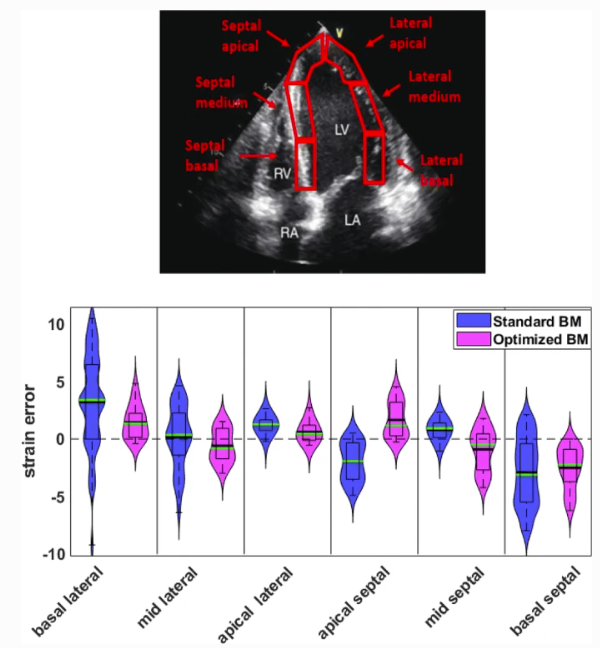 Septal
apical
V
Lateral
apical
Septal
medium
Lateral
medium
Septal
basal
LV
RV
Lateral
basal
RA
LA
strain error
10
5
0
-5
-10
Standard BM
Optimized BM
basal lateral
mid lateral
apical lateral
apical septal
mid septal
basal septal